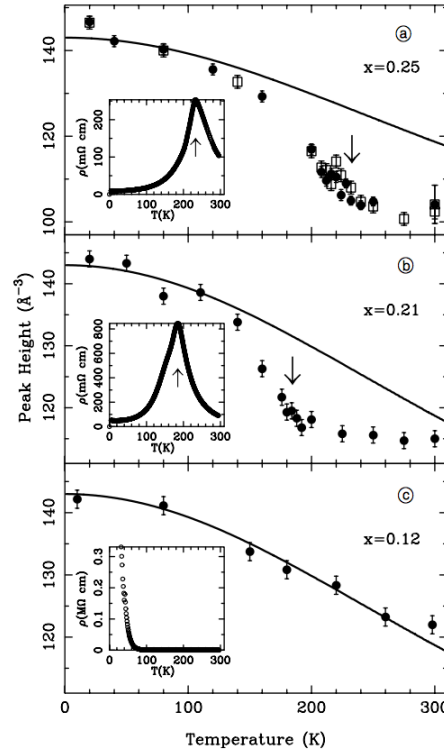 ⓐ
x=0.25
140
120
100
Peak Height (Å⁻³)
ρ(mΩ cm)
200
100
0
0 100 200 300
T(K)
ⓑ
x=0.21
140
130
120
ρ(mΩ cm)
800
600
400
200
0
0 100 200 300
T(K)
ⓒ
x=0.12
140
130
120
ρ(MΩ cm)
0.3
0.2
0.1
0
0 100 200 300
T(K)
0 100 200 300
Temperature (K)